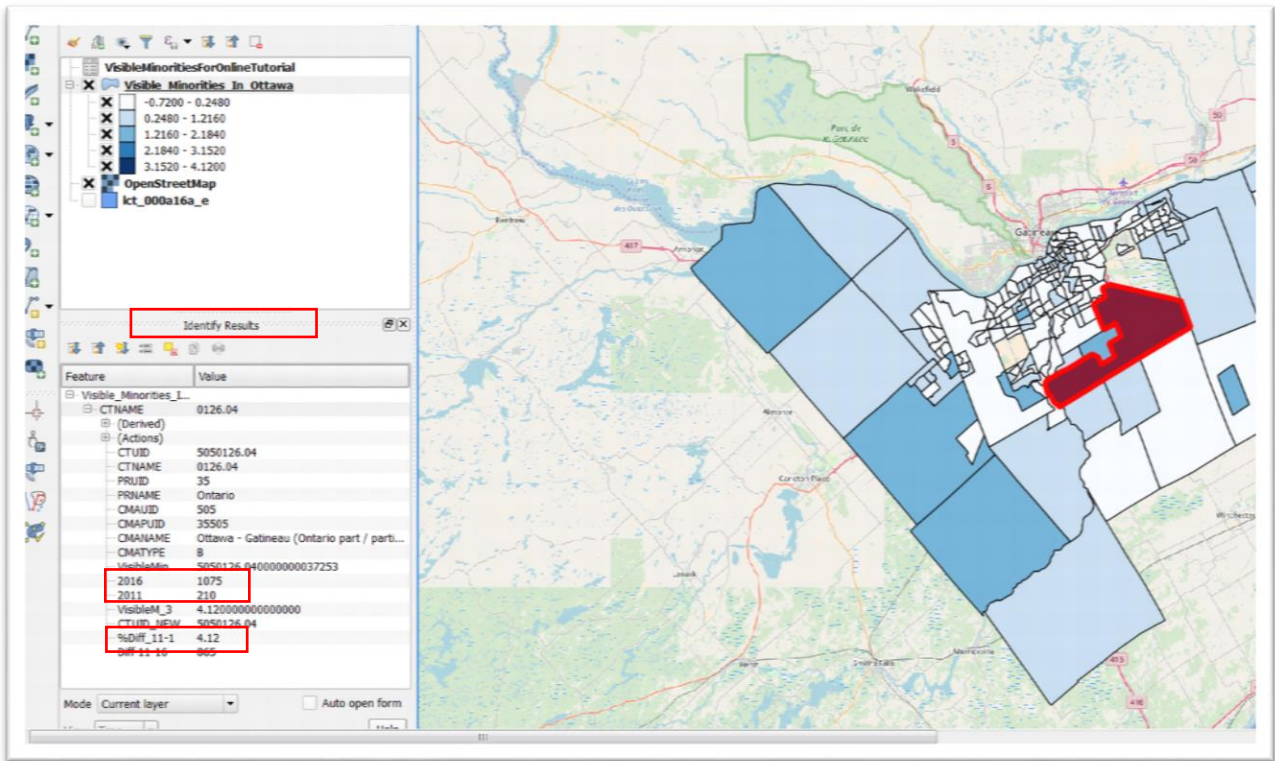 VisibleMinoritiesForOnlineTutorial
Visible_Minorities_In_Ottawa
-0.7200 - 0.2480
0.2480 - 1.2160
1.2160 - 2.1840
2.1840 - 3.1520
3.1520 - 4.1200
OpenStreetMap
lct_000a16a_e
Identify Results
Feature Value
Visible_Minorities_I...
CTNAME 0126.04
(Derived)
(Actions)
CTUID 5050126.04
CTNAME 0126.04
PRUID 35
PRNAME Ontario
CMAUID 505
CMAPUID 35505
CMANAME Ottawa - Gatineau (Ontario part / parti...
CMATYPE B
VisibleMin 5050126.040000000037253
2016 1075
2011 210
VisibleM_3 4.120000000000000
CTUID_NEW 5050126.04
%Diff_11-1 4.12
Diff 11-16 865
Mode Current layer Auto open form
Help
Wakefield
Parc de la Gatineau
50
5
50
5
Gatineau
Renfrew
417
Arnprior
Almonte
Carleton Place
Winchester
Lanark
Perth
Smiths Falls
Merrickville
415
416